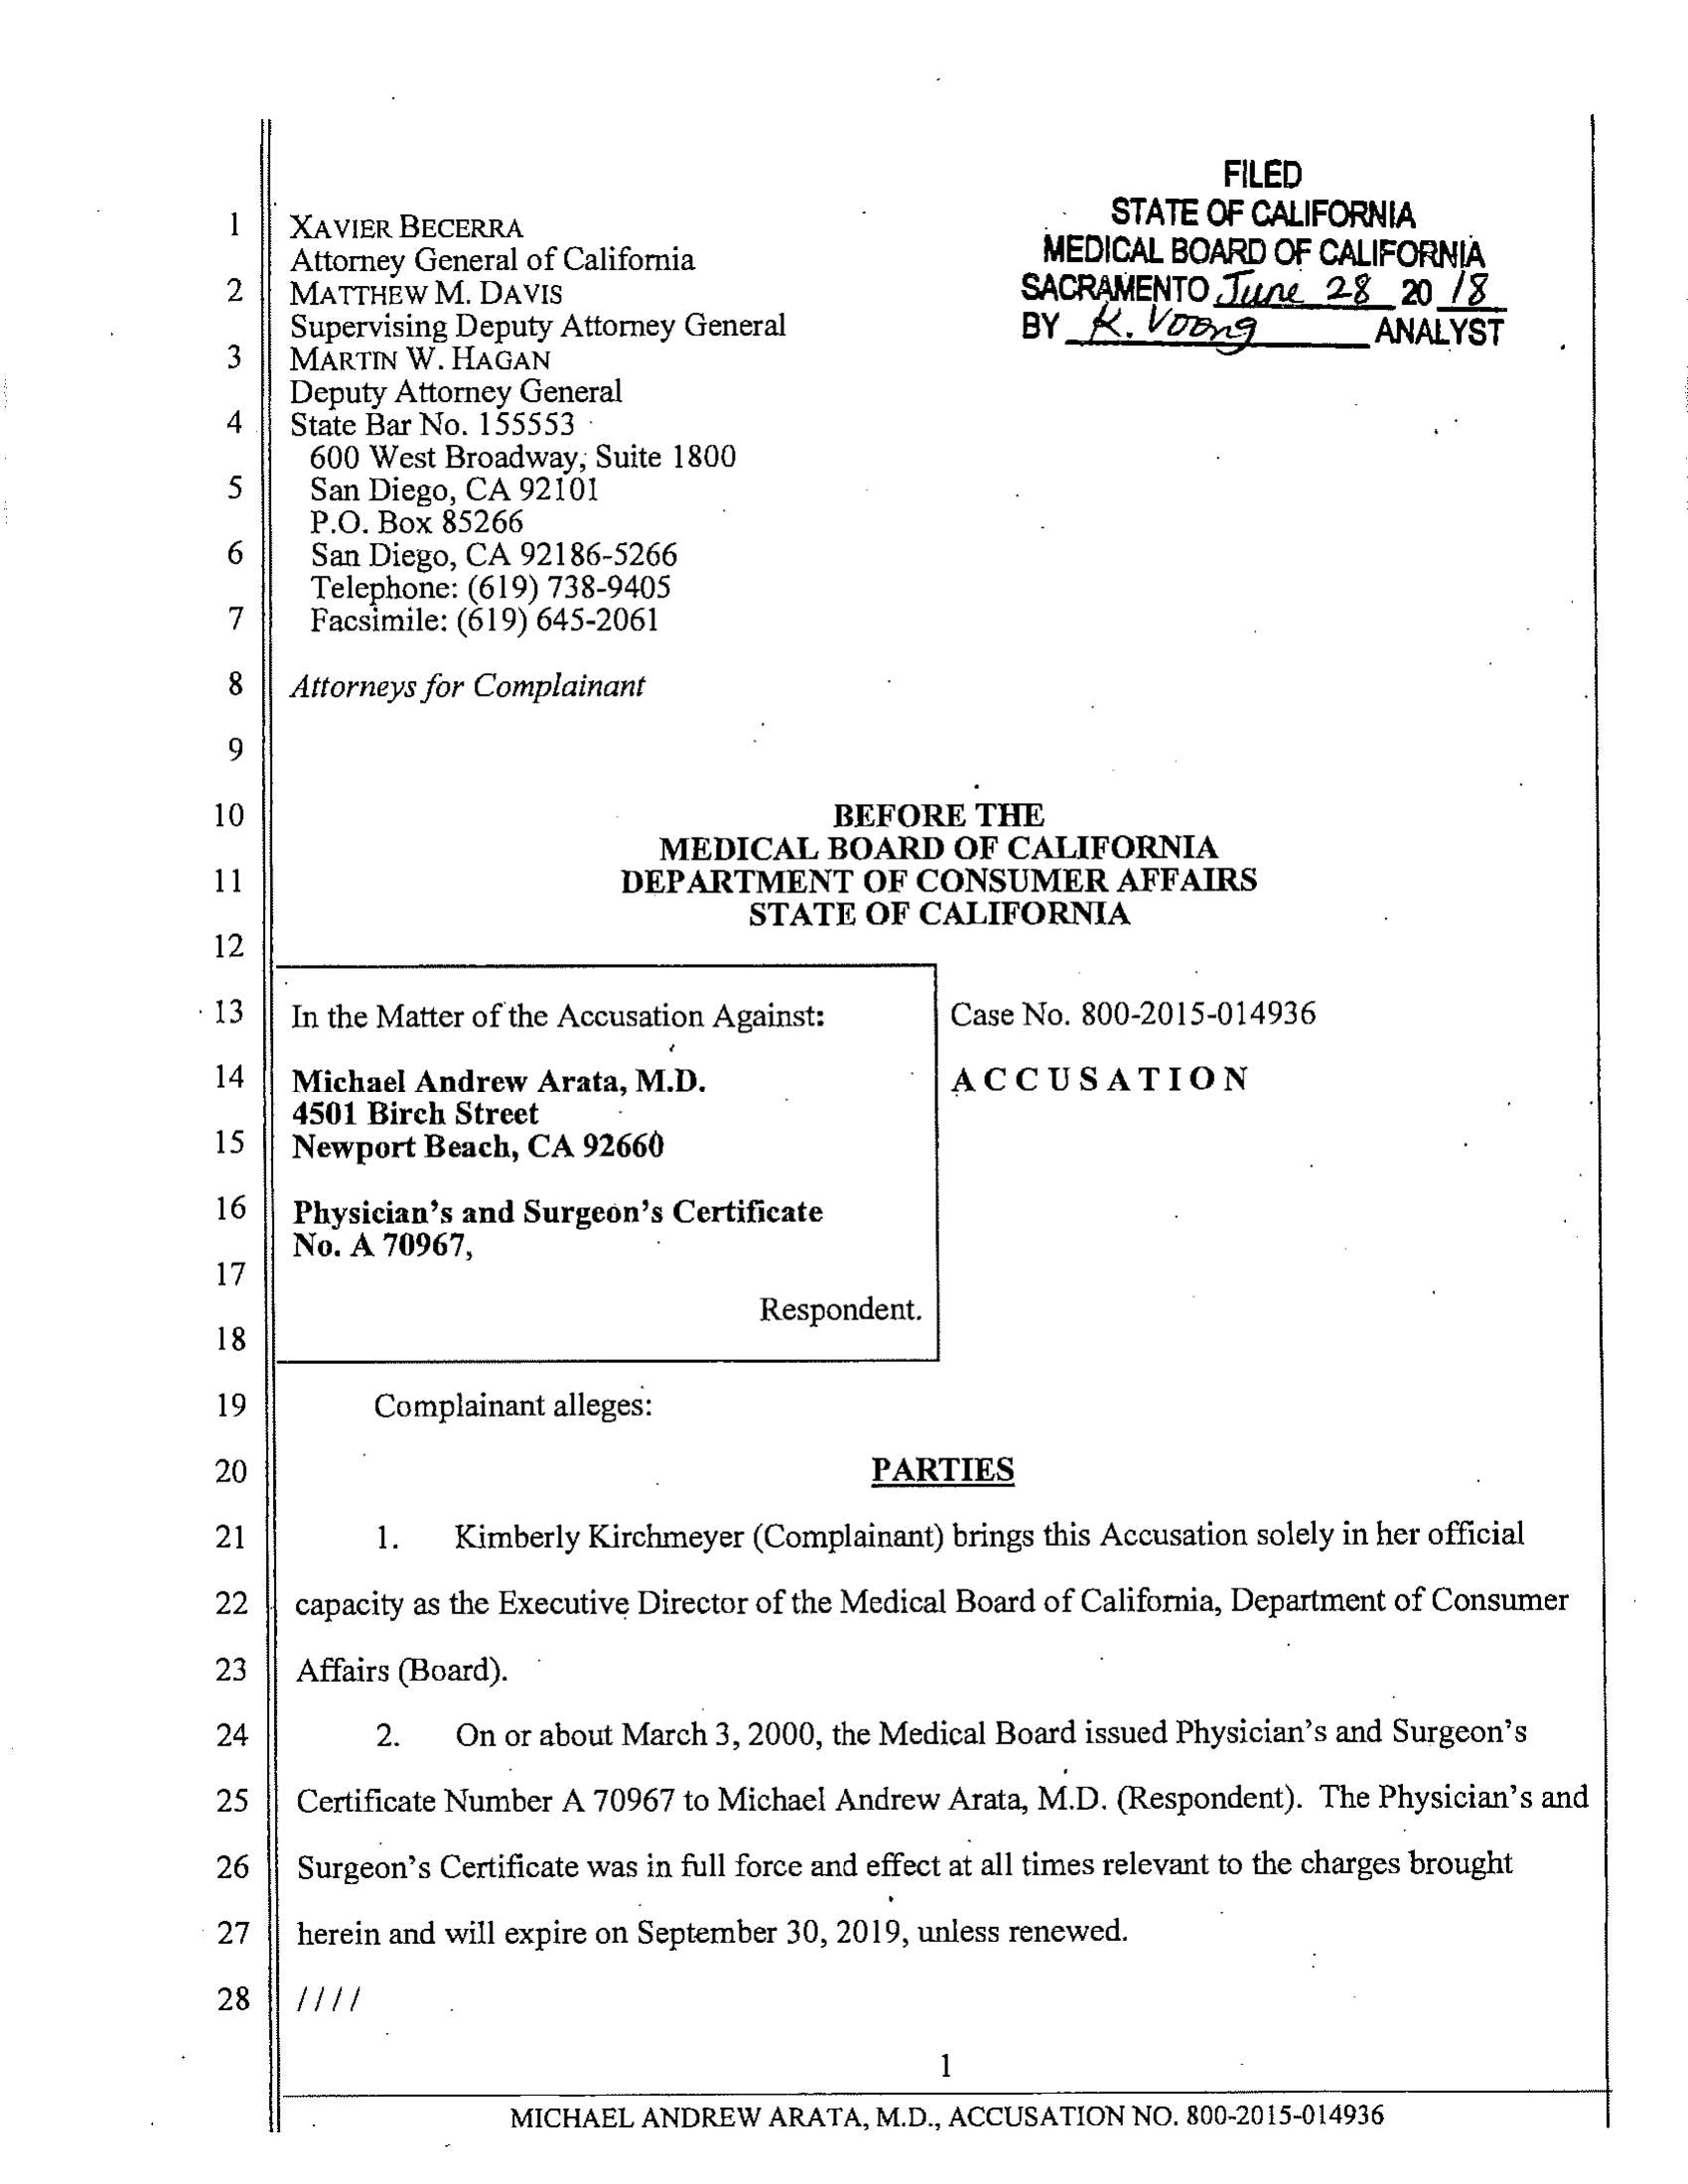 FILED
STATE OF CALIFORNIA
MEDICAL BOARD OF CALIFORNIA
SACRAMENTO June 28 20 18
BY K. Voong ANALYST
1 XAVIER BECERRA
Attorney General of California
2 MATTHEW M. DAVIS
Supervising Deputy Attorney General
3 MARTIN W. HAGAN
Deputy Attorney General
4 State Bar No. 155553
600 West Broadway, Suite 1800
5 San Diego, CA 92101
P.O. Box 85266
6 San Diego, CA 92186-5266
Telephone: (619) 738-9405
7 Facsimile: (619) 645-2061
8 Attorneys for Complainant
9
10 BEFORE THE
MEDICAL BOARD OF CALIFORNIA
11 DEPARTMENT OF CONSUMER AFFAIRS
STATE OF CALIFORNIA
12
13 In the Matter of the Accusation Against: Case No. 800-2015-014936
14 Michael Andrew Arata, M.D. ACCUSATION
4501 Birch Street
15 Newport Beach, CA 92660
16 Physician's and Surgeon's Certificate
No. A 70967,
17
Respondent.
18
19 Complainant alleges:
20 PARTIES
21 1. Kimberly Kirchmeyer (Complainant) brings this Accusation solely in her official
22 capacity as the Executive Director of the Medical Board of California, Department of Consumer
23 Affairs (Board).
24 2. On or about March 3, 2000, the Medical Board issued Physician's and Surgeon's
25 Certificate Number A 70967 to Michael Andrew Arata, M.D. (Respondent). The Physician's and
26 Surgeon's Certificate was in full force and effect at all times relevant to the charges brought
27 herein and will expire on September 30, 2019, unless renewed.
28 ////
1
MICHAEL ANDREW ARATA, M.D., ACCUSATION NO. 800-2015-014936